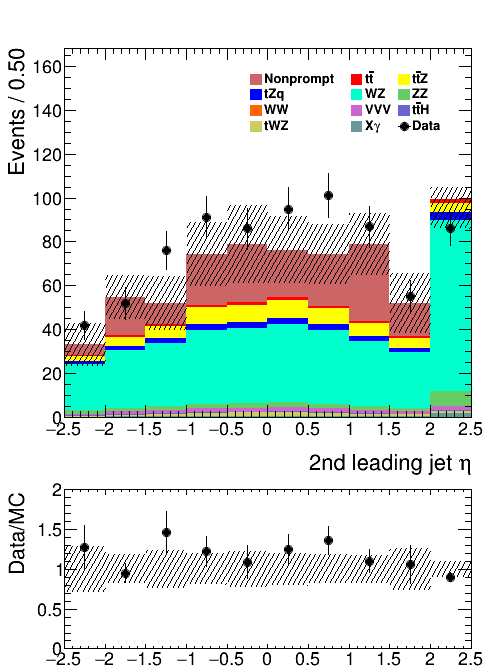 Events / 0.50
160
140
120
100
80
60
40
20
0
Nonprompt tt̄ tt̄Z
tZq WZ ZZ
WW VVV tt̄H
tWZ Xγ Data
−2.5 −2 −1.5 −1 −0.5 0 0.5 1 1.5 2 2.5
2nd leading jet η
Data/MC
2
1.5
1
0.5
0
−2.5 −2 −1.5 −1 −0.5 0 0.5 1 1.5 2 2.5